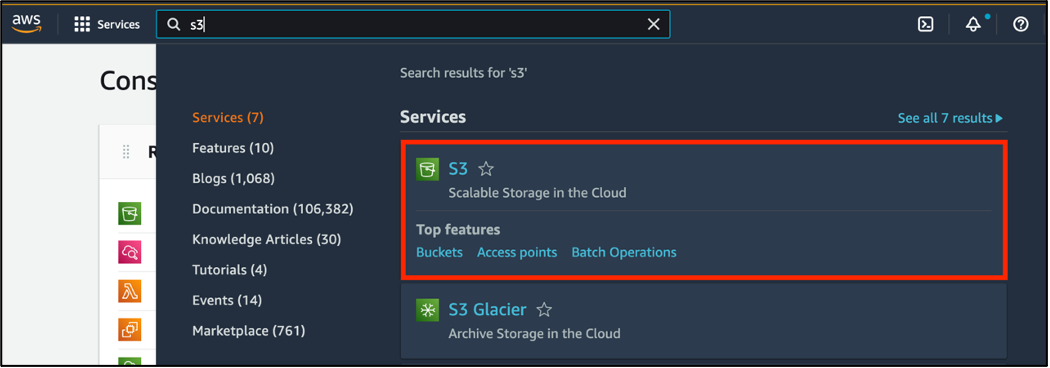 aws
Services
s3
Cons
R
Search results for 's3'
Services (7)
Features (10)
Blogs (1,068)
Documentation (106,382)
Knowledge Articles (30)
Tutorials (4)
Events (14)
Marketplace (761)
Services
See all 7 results
S3
Scalable Storage in the Cloud
Top features
Buckets Access points Batch Operations
S3 Glacier
Archive Storage in the Cloud